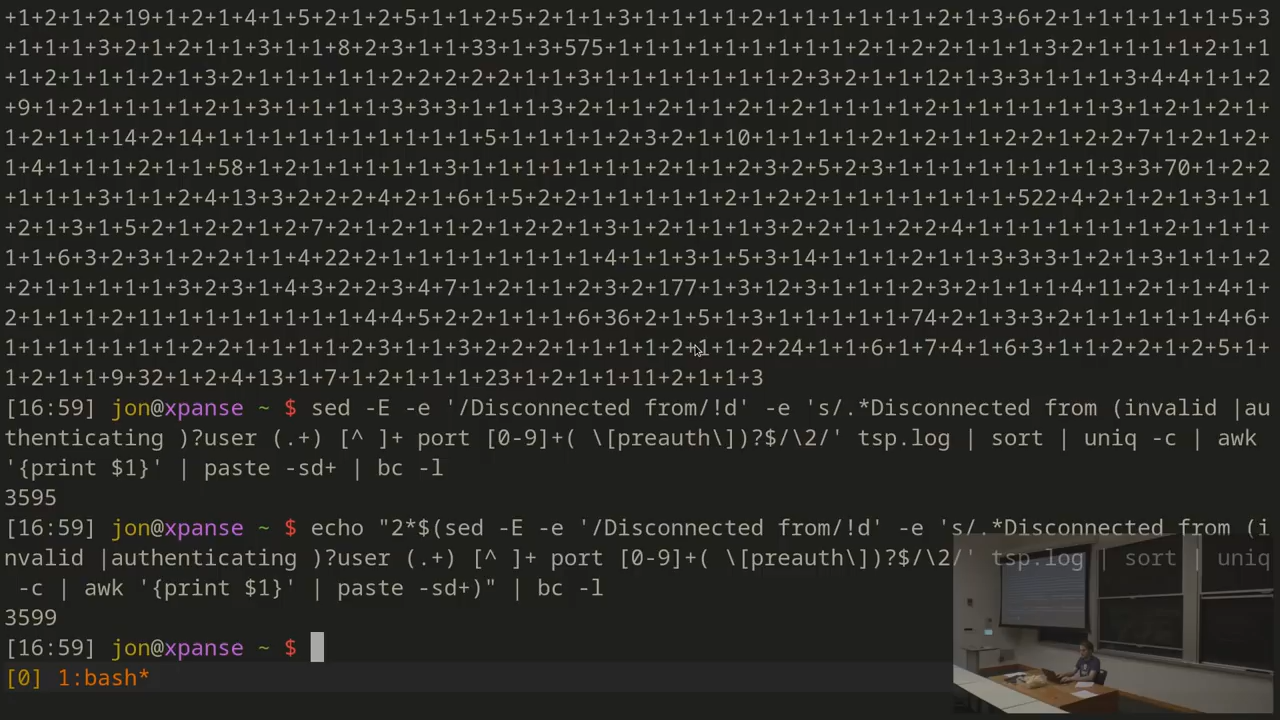 +1+2+1+2+19+1+2+1+4+1+5+2+1+2+5+1+1+2+5+2+1+1+3+1+1+2+1+1+1+1+1+1+2+1+3+6+2+1+1+1+1+1+1+5+3
+1+1+1+3+2+1+2+1+1+3+1+1+8+2+3+1+1+33+1+3+575+1+1+1+1+1+1+1+1+1+2+1+2+2+1+1+1+3+2+1+1+1+1+2+1+1
+1+2+1+1+1+2+1+3+2+1+1+1+1+1+1+2+2+2+2+2+1+1+3+1+1+1+1+1+1+1+2+3+2+1+1+12+1+3+3+1+1+1+3+4+4+1+1+2
+9+1+2+1+1+1+1+2+1+3+1+1+1+1+3+3+3+1+1+1+3+2+1+1+2+1+1+2+1+2+1+1+1+1+2+1+1+1+1+1+1+3+1+2+1+2+1+
1+2+1+1+14+2+14+1+1+1+1+1+1+1+1+1+5+1+1+1+1+2+3+2+1+10+1+1+1+1+2+1+2+1+1+2+2+1+2+2+7+1+2+1+2+
1+4+1+1+1+2+1+1+58+1+2+1+1+1+1+1+3+1+1+1+1+1+1+1+2+1+1+2+3+2+5+2+3+1+1+1+1+1+1+1+1+3+3+70+1+2+2
+1+1+1+3+1+1+2+4+13+3+2+2+2+4+2+1+6+1+5+2+2+1+1+1+1+1+2+1+2+2+1+1+1+1+1+1+1+1+522+4+2+1+2+1+3+1+1
+2+1+3+1+5+2+1+2+2+1+2+7+2+1+1+2+1+2+1+2+2+1+3+1+2+1+1+1+1+3+2+2+1+2+2+4+1+1+1+1+1+2+1+1+1+1+
1+1+6+3+2+3+1+2+2+1+1+4+22+2+1+1+1+1+1+1+1+1+1+4+1+1+3+1+5+3+14+1+1+1+2+1+1+3+3+3+1+2+1+3+1+1+1+2
+2+1+1+1+1+1+3+2+3+1+4+3+2+2+3+4+7+1+2+1+1+2+3+2+177+1+3+12+3+1+1+1+2+3+2+1+1+1+4+11+2+1+1+4+1+
2+1+1+1+2+11+1+1+1+1+1+1+1+4+4+5+2+2+1+1+1+6+36+2+1+5+1+3+1+1+1+1+1+74+2+1+3+3+2+1+1+1+1+1+4+6+
1+1+1+1+1+1+1+1+1+1+1+2+3+1+1+3+2+2+2+1+1+1+1+2+1+1+2+24+1+1+6+1+7+4+1+6+3+1+1+2+2+1+2+5+1+
1+2+1+1+9+32+1+2+4+13+1+7+1+2+1+1+1+23+1+2+1+1+11+2+1+1+3
[16:59] jon@xpanse ~ $ sed -E -e '/Disconnected from/!d' -e 's/.*Disconnected from (invalid |au
thenticating )?user (.+) [^ ]+ port [0-9]+( \[preauth\])?$/\2/' tsp.log | sort | uniq -c | awk
'{print $1}' | paste -sd+ | bc -l
3595
[16:59] jon@xpanse ~ $ echo "2*$(sed -E -e '/Disconnected from/!d' -e 's/.*Disconnected from (i
nvalid |authenticating )?user (.+) [^ ]+ port [0-9]+( \[preauth\])?$/\2/' tsp.log | sort | uniq
-c | awk '{print $1}' | paste -sd+)" | bc -l
3599
[16:59] jon@xpanse ~ $
[0] 1:bash*